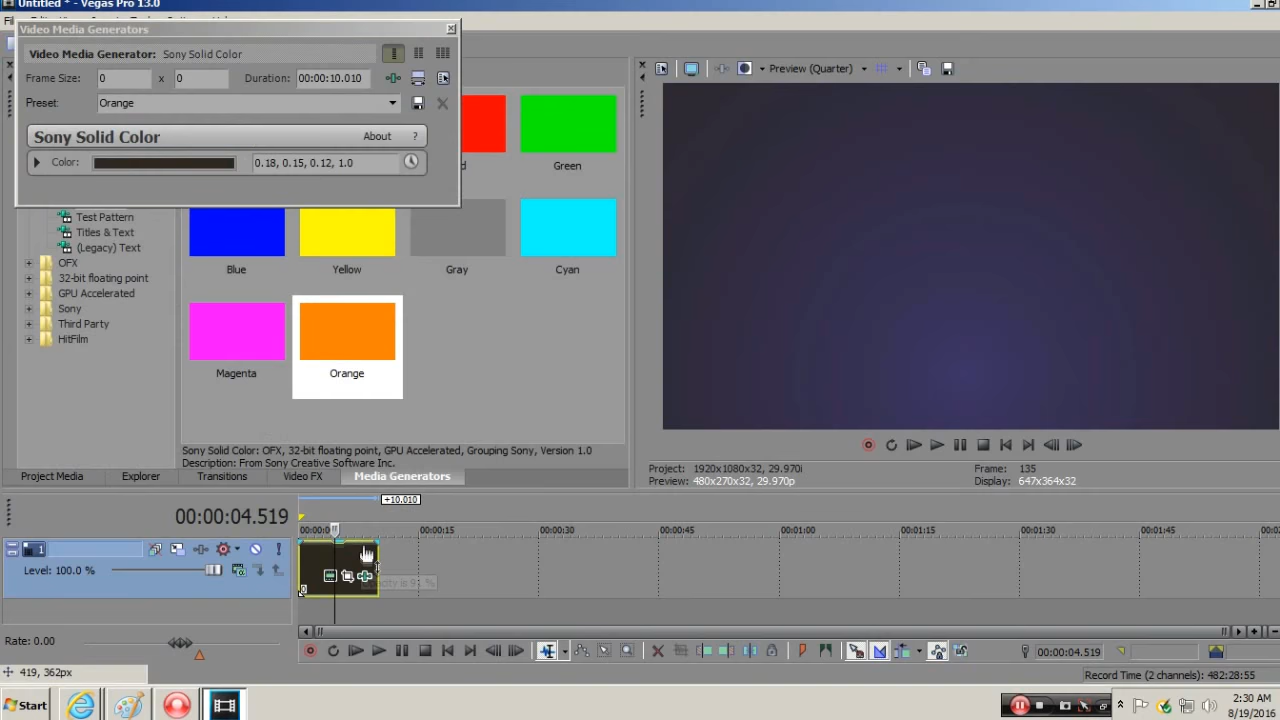 Untitled * - Vegas Pro 13.0
Video Media Generators
Video Media Generator: Sony Solid Color
Frame Size: 0 x 0 Duration: 00:00:10.010
Preset: Orange
Sony Solid Color About ?
Color: 0.18, 0.15, 0.12, 1.0
Preview (Quarter)
Green
Test Pattern
Titles & Text
(Legacy) Text
OFX
32-bit floating point
GPU Accelerated
Sony
Third Party
HitFilm
Blue Yellow Gray Cyan
Magenta Orange
Sony Solid Color: OFX, 32-bit floating point, GPU Accelerated, Grouping Sony, Version 1.0
Description: From Sony Creative Software Inc.
Project Media Explorer Transitions Video FX Media Generators
Project: 1920x1080x32, 29.970i
Preview: 480x270x32, 29.970p
Frame: 135
Display: 647x364x32
+10.010
00:00:04.519
00:00:15 00:00:30 00:00:45 00:01:00 00:01:15 00:01:30 00:01:45
1
Level: 100.0 %
Rate: 0.00
00:00:04.519
419, 362px
Record Time (2 channels): 482:28:55
Start
2:30 AM
8/19/2016